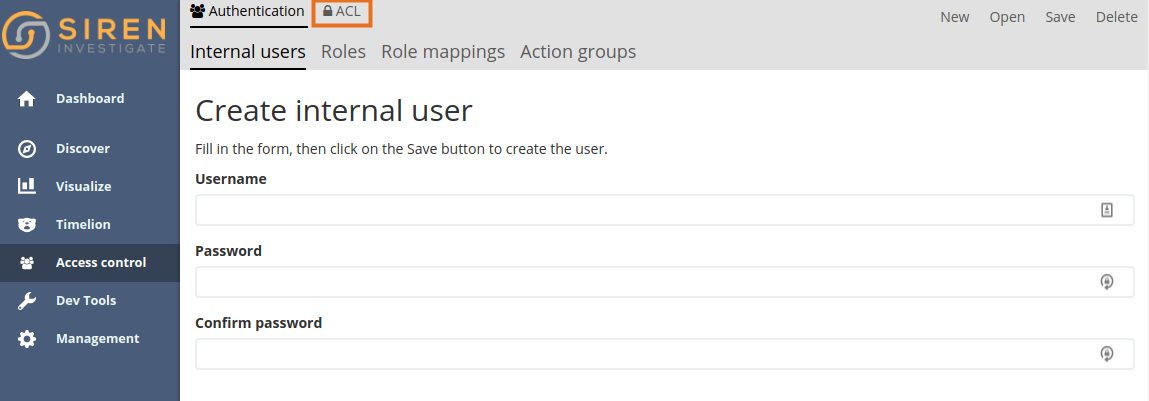 SIREN
INVESTIGATE
Dashboard
Discover
Visualize
Timelion
Access control
Dev Tools
Management
Authentication ACL
New Open Save Delete
Internal users Roles Role mappings Action groups
Create internal user
Fill in the form, then click on the Save button to create the user.
Username
Password
Confirm password